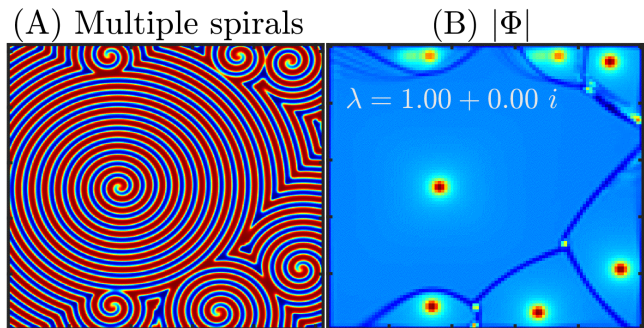 (A) Multiple spirals
(B) |Φ|
λ = 1.00 + 0.00 i